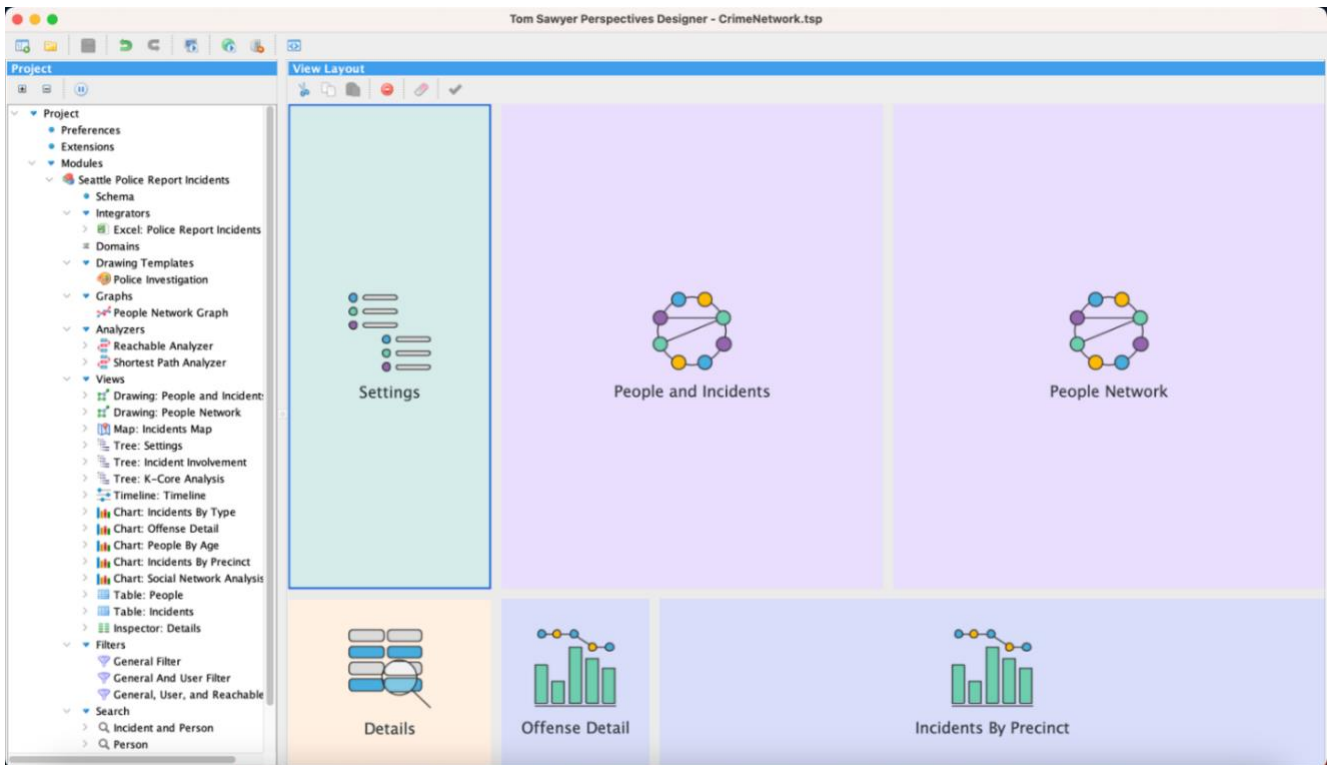 Tom Sawyer Perspectives Designer - CrimeNetwork.tsp
Project
Project
Preferences
Extensions
Modules
Seattle Police Report Incidents
Schema
Integrators
Excel: Police Report Incidents
Domains
Drawing Templates
Police Investigation
Graphs
People Network Graph
Analyzers
Reachable Analyzer
Shortest Path Analyzer
Views
Drawing: People and Incident
Drawing: People Network
Map: Incidents Map
Tree: Settings
Tree: Incident Involvement
Tree: K-Core Analysis
Timeline: Timeline
Chart: Incidents By Type
Chart: Offense Detail
Chart: People By Age
Chart: Incidents By Precinct
Chart: Social Network Analysis
Table: People
Table: Incidents
Inspector: Details
Filters
General Filter
General And User Filter
General, User, and Reachable
Search
Incident and Person
Person
View Layout
Settings
People and Incidents
People Network
Details
Offense Detail
Incidents By Precinct